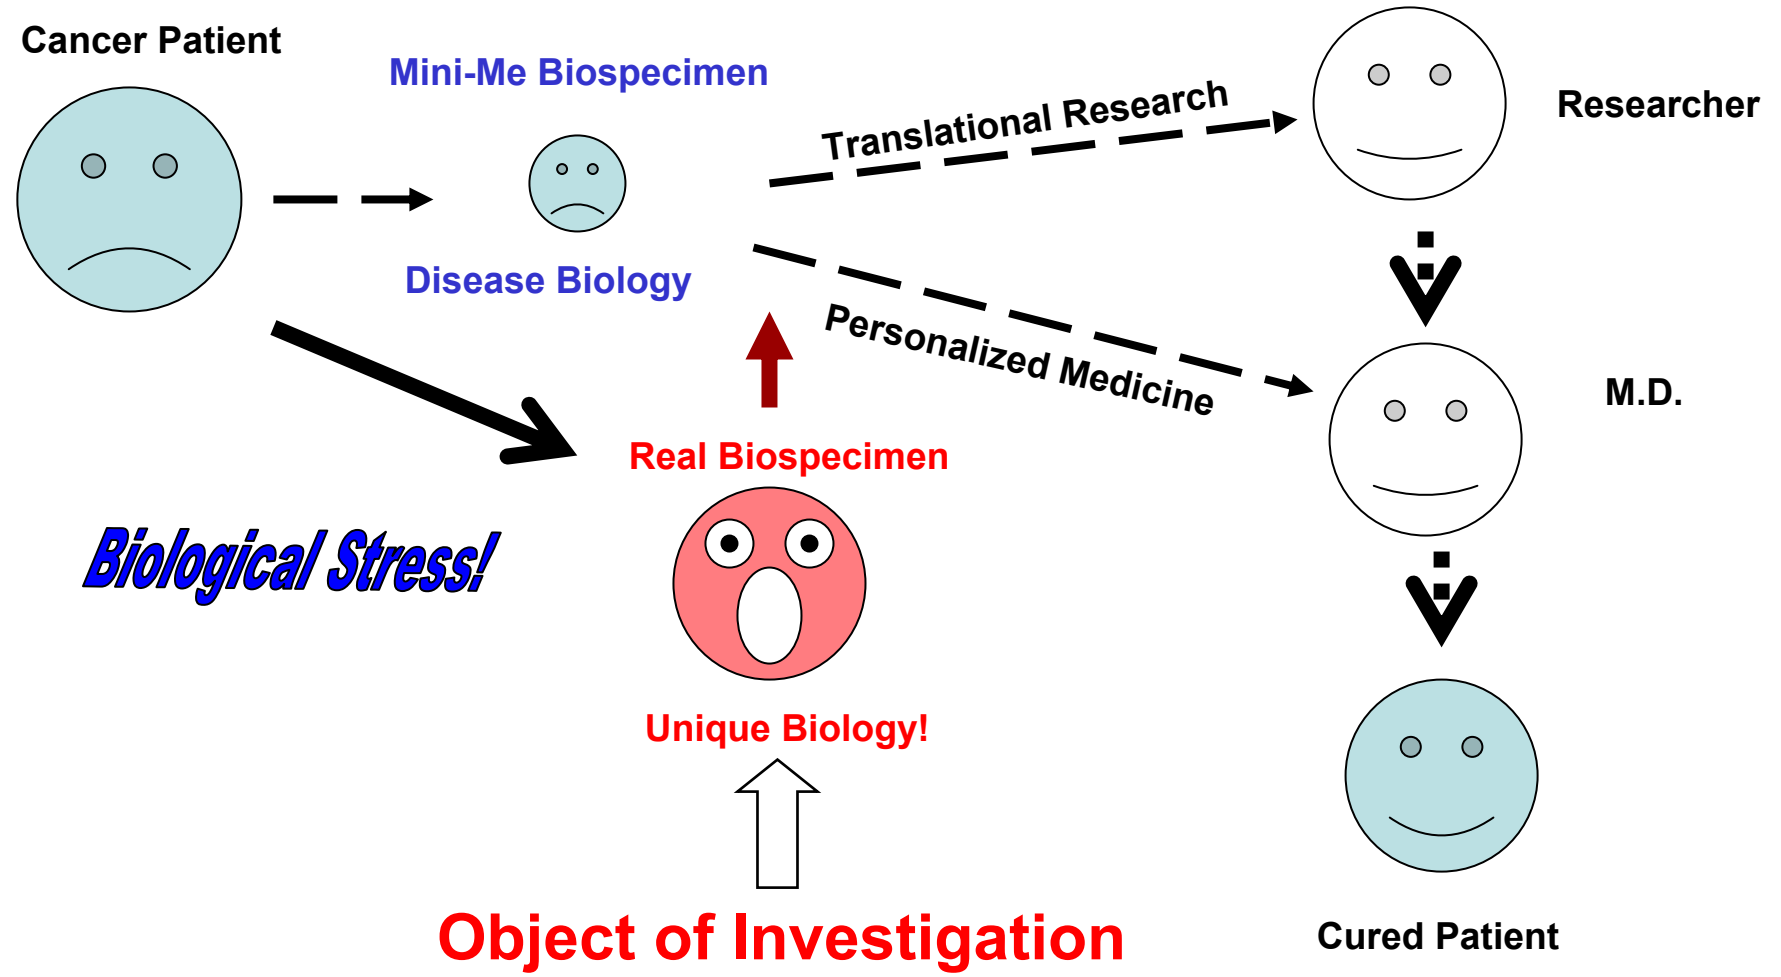 Cancer Patient
Mini-Me Biospecimen
Translational Research
Researcher
Disease Biology
Personalized Medicine
M.D.
Real Biospecimen
Biological Stress!
Unique Biology!
Object of Investigation
Cured Patient